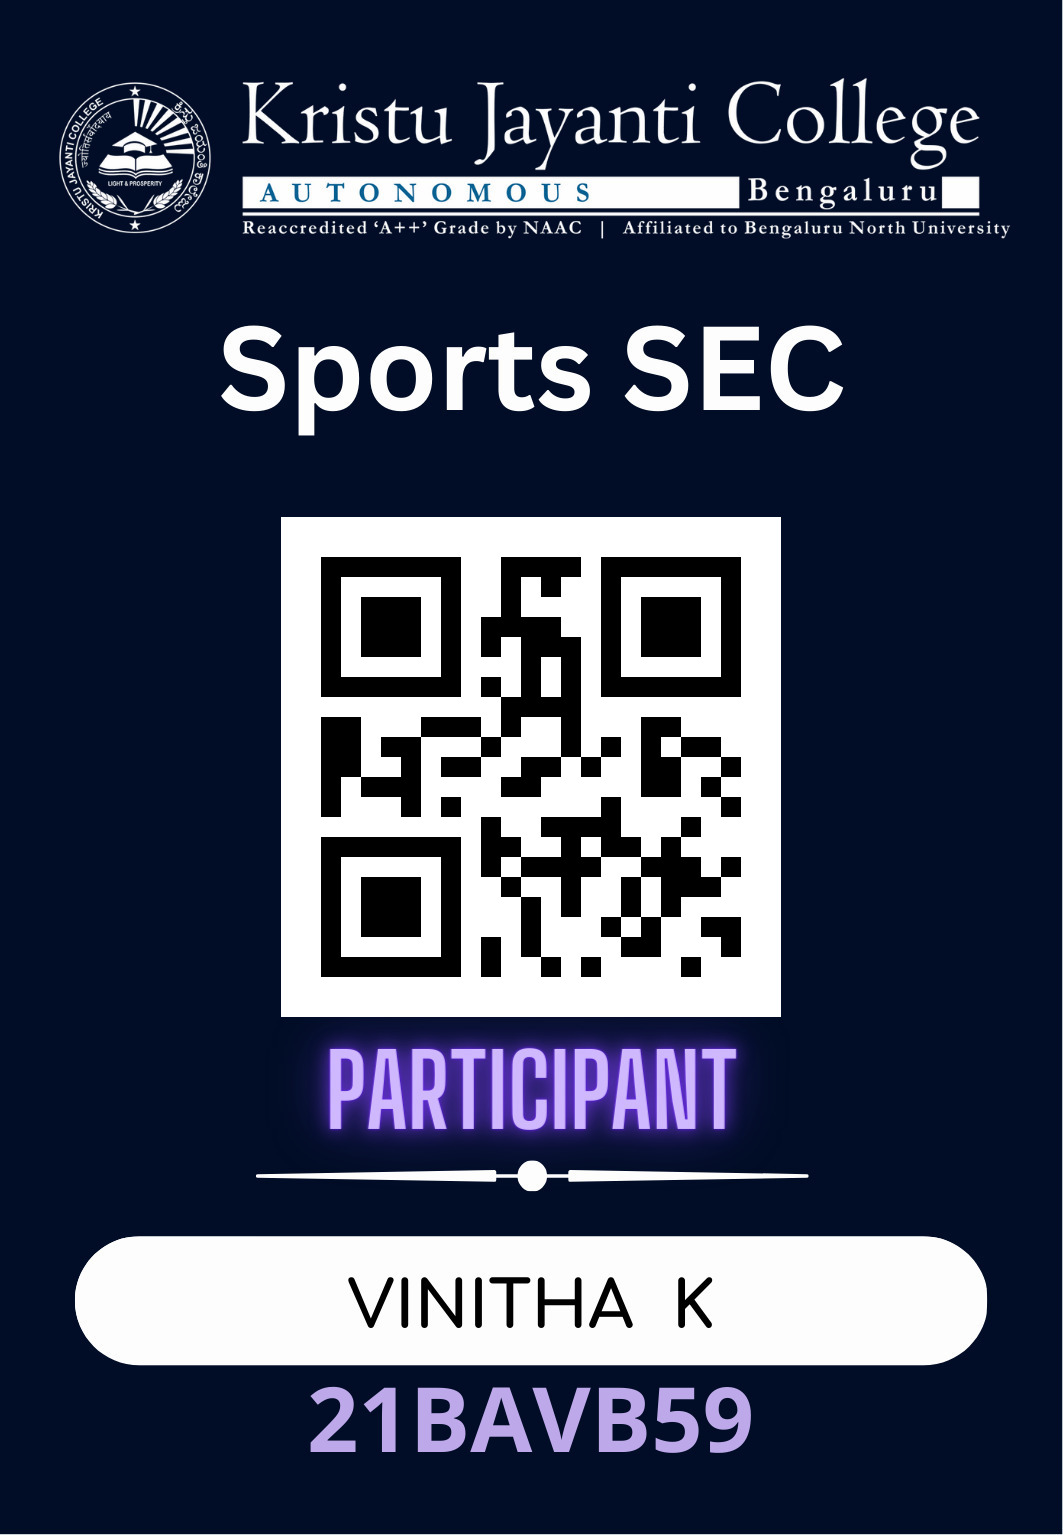 KRISTU JAYANTI COLLEGE
LIGHT & PROSPERITY
Kristu Jayanti College
AUTONOMOUS Bengaluru
Reaccredited ‘A++’ Grade by NAAC | Affiliated to Bengaluru North University
Sports SEC
PARTICIPANT
VINITHA K
21BAVB59